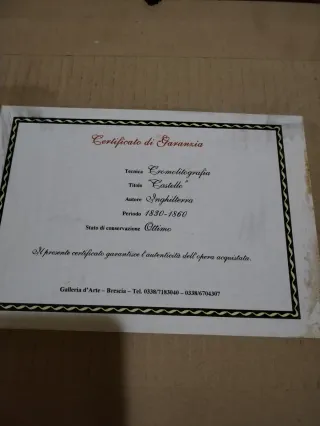 Certificato di Garanzia
Tecnica Cromolitografia
Titolo "Castello"
Autore Inghilterra
Periodo 1830-1860
Stato di conservazione Ottimo
Il presente certificato garantisce l'autenticità dell'opera acquistata.
Galleria d'Arte – Brescia – Tel. 0338/7183040 – 0338/6704307